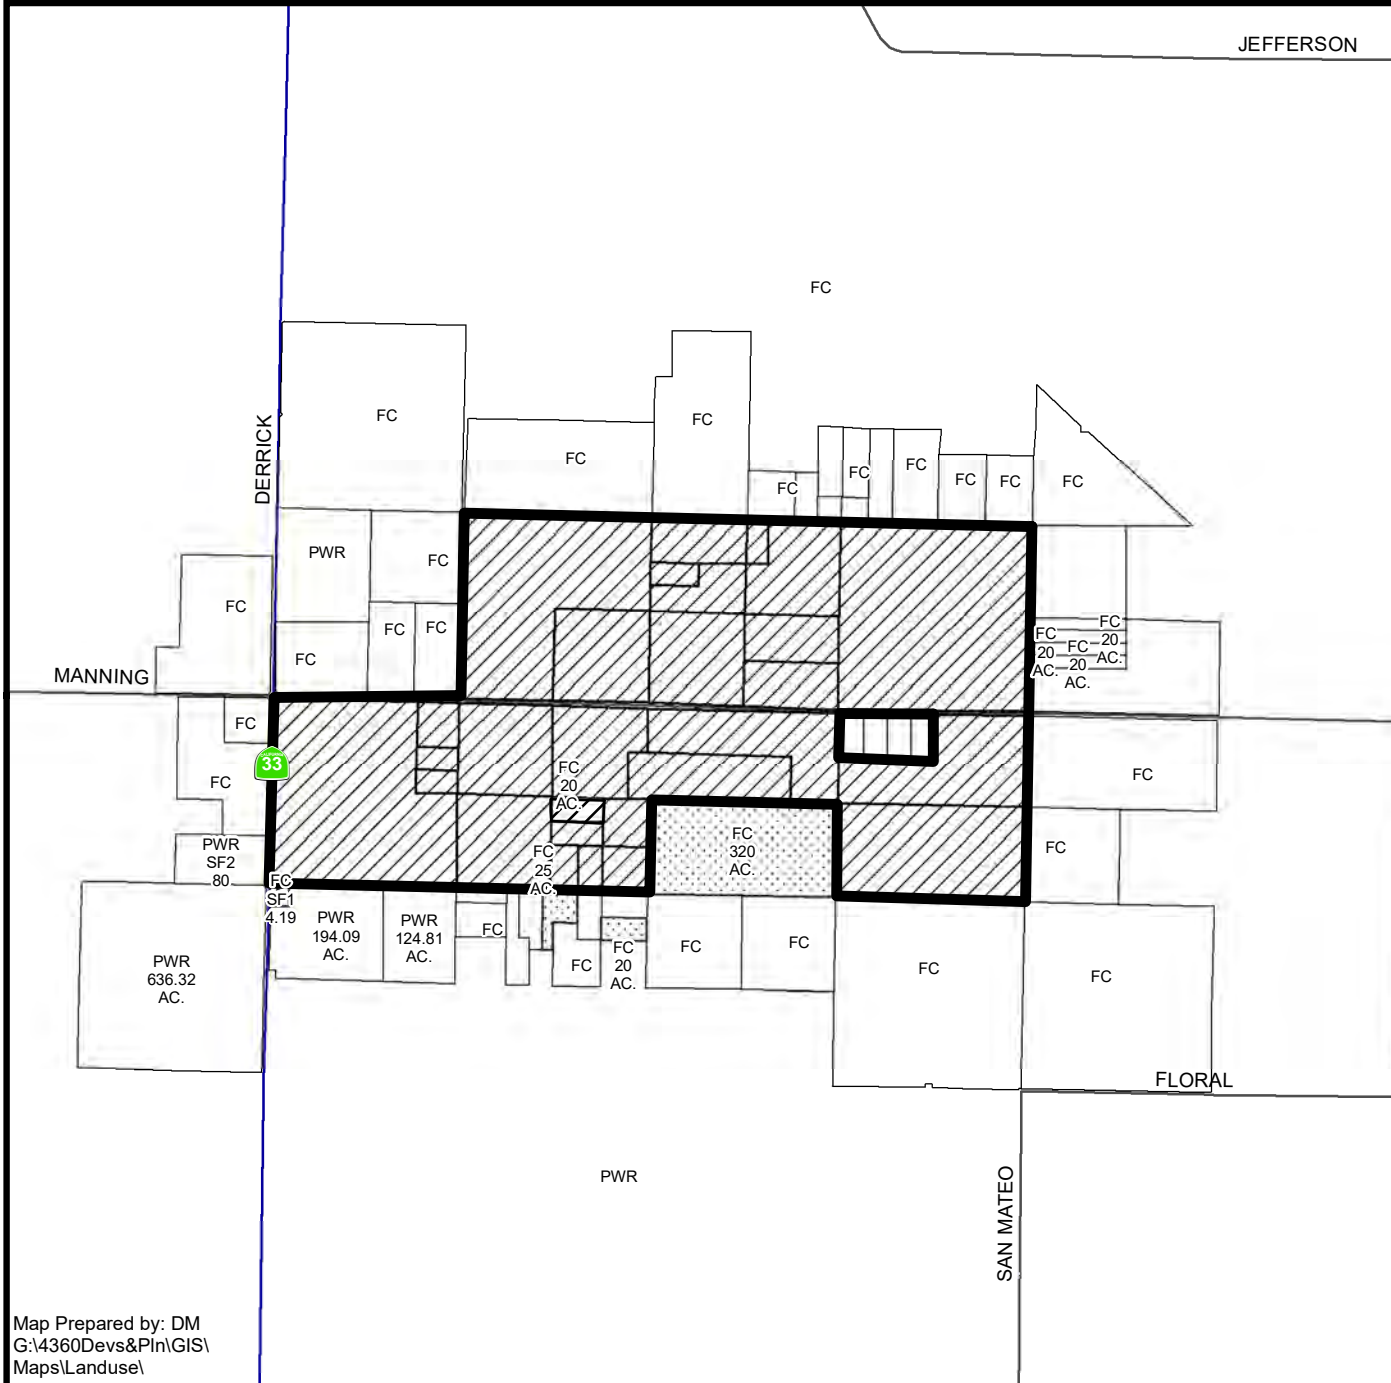 JEFFERSON
FC
DERRICK
FC
FC
FC
FC
FC
FC
FC
FC
FC
PWR
FC
FC
FC
FC
FC
FC
20
AC.
FC
20
AC.
FC
20
AC.
FC
MANNING
FC
33
FC
FC
20
AC.
FC
PWR
SF2
80
FC
320
AC.
FC
25
AC.
FC
FC
SF1
4.19
PWR
194.09
AC.
PWR
124.81
AC.
FC
FC
FC
20
AC.
FC
FC
FC
FC
PWR
636.32
AC.
FLORAL
PWR
SAN MATEO
Map Prepared by: DM
G:\4360Devs&Pln\GIS\
Maps\Landuse\